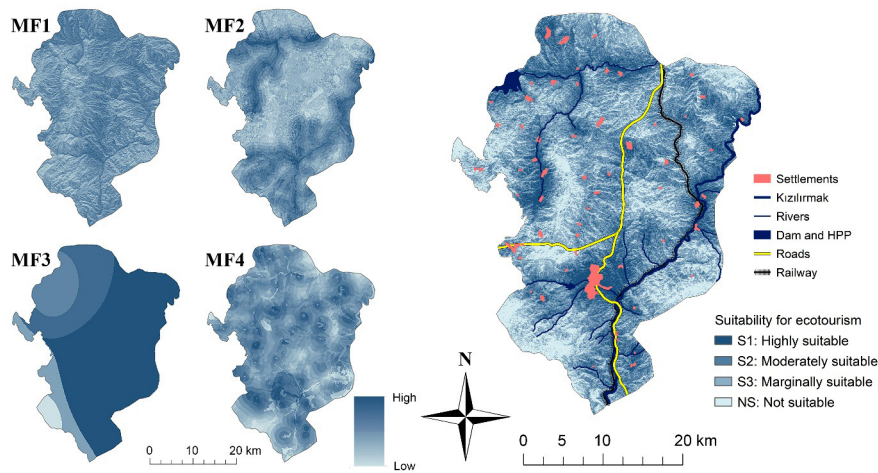 MF1
MF2
MF3
MF4
High
Low
0 10 20 km
N
Settlements
Kızılırmak
Rivers
Dam and HPP
Roads
Railway
Suitability for ecotourism
S1: Highly suitable
S2: Moderately suitable
S3: Marginally suitable
NS: Not suitable
0 5 10 20 km